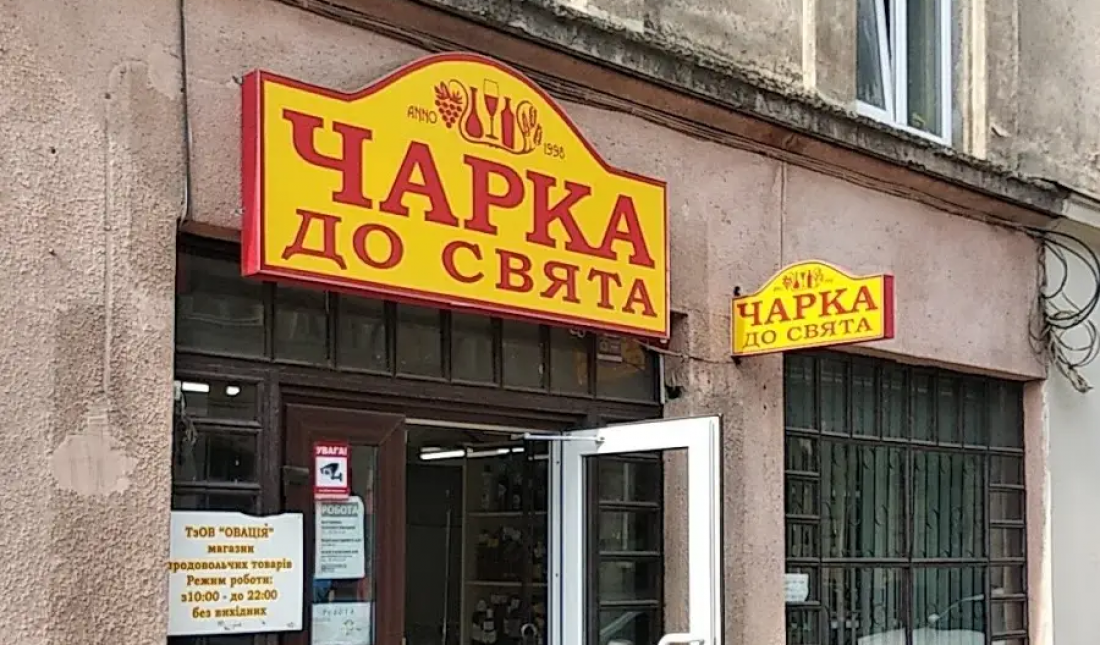 ANNO
1998
ЧАРКА
ДО СВЯТА
ЧАРКА
ДО СВЯТА
УВАГА!
РОБОТА
ТзОВ "ОВАЦІЯ"
магазин
продовольчих товарів
Режим роботи:
з10:00 - до 22:00
без вихідних
РОБОТА